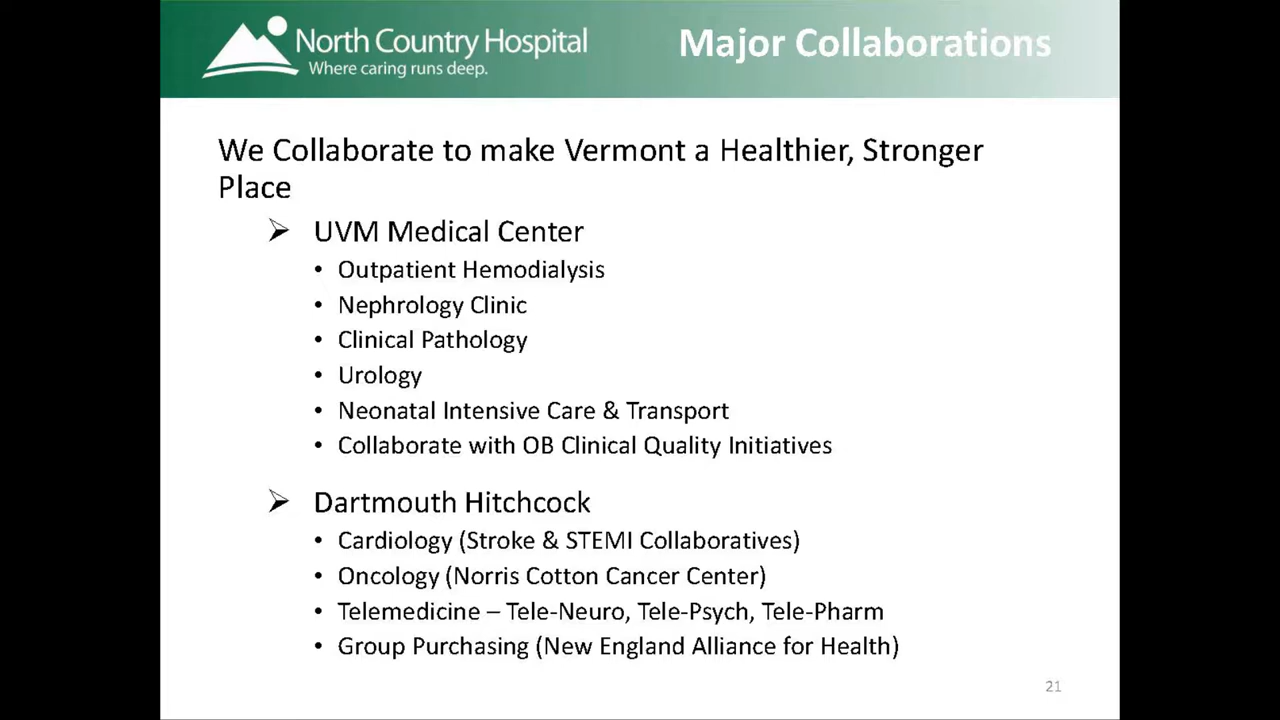 North Country Hospital
Where caring runs deep.
Major Collaborations
We Collaborate to make Vermont a Healthier, Stronger
Place
➢ UVM Medical Center
• Outpatient Hemodialysis
• Nephrology Clinic
• Clinical Pathology
• Urology
• Neonatal Intensive Care & Transport
• Collaborate with OB Clinical Quality Initiatives
➢ Dartmouth Hitchcock
• Cardiology (Stroke & STEMI Collaboratives)
• Oncology (Norris Cotton Cancer Center)
• Telemedicine – Tele-Neuro, Tele-Psych, Tele-Pharm
• Group Purchasing (New England Alliance for Health)
21